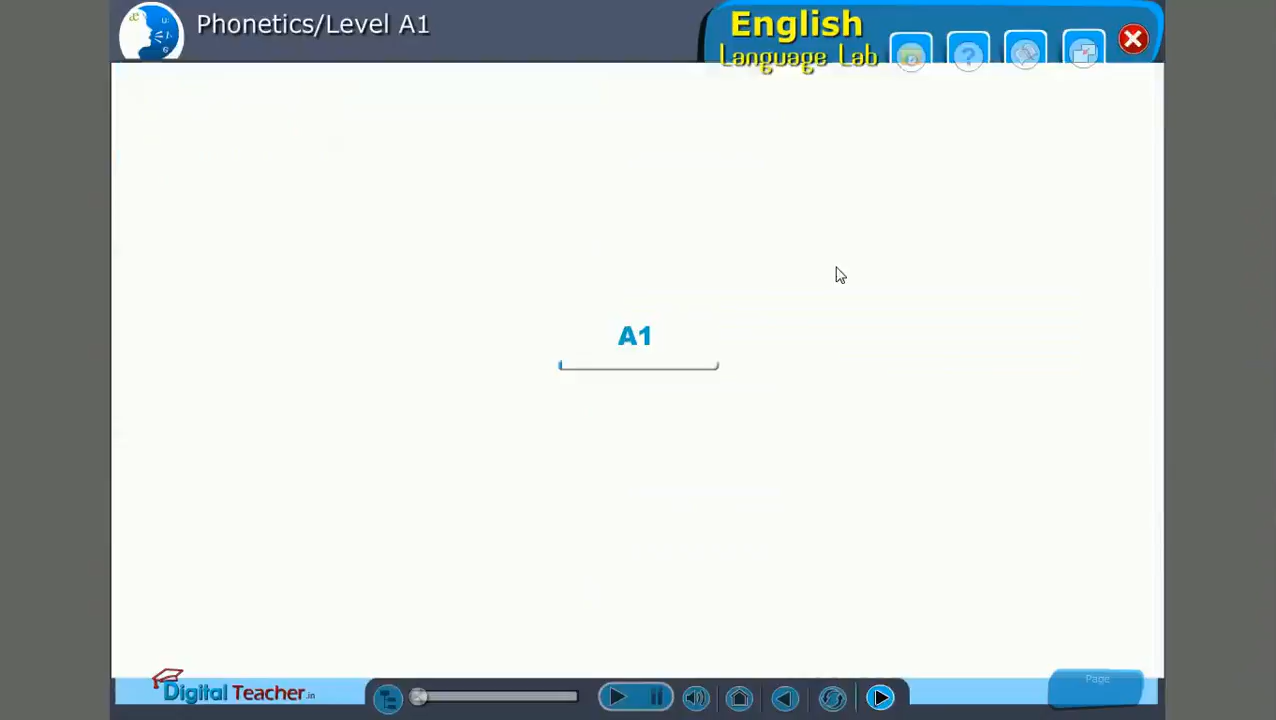 Phonetics/Level A1
English
Language Lab
A1
Digital Teacher.in
Page